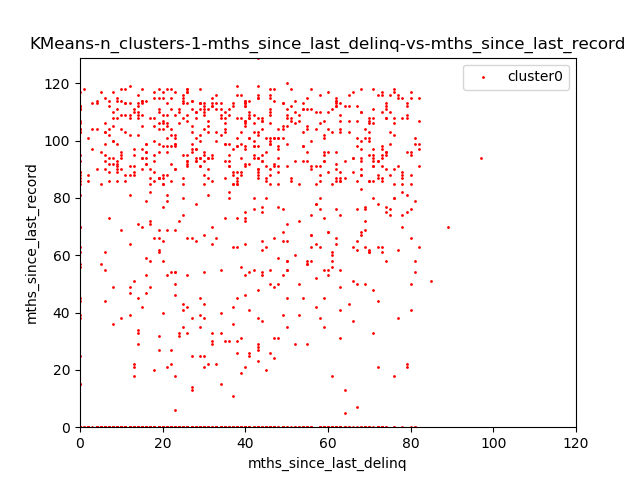 KMeans-n_clusters-1-mths_since_last_delinq-vs-mths_since_last_record
cluster0
120
100
80
60
40
20
0
mths_since_last_record
0 20 40 60 80 100 120
mths_since_last_delinq